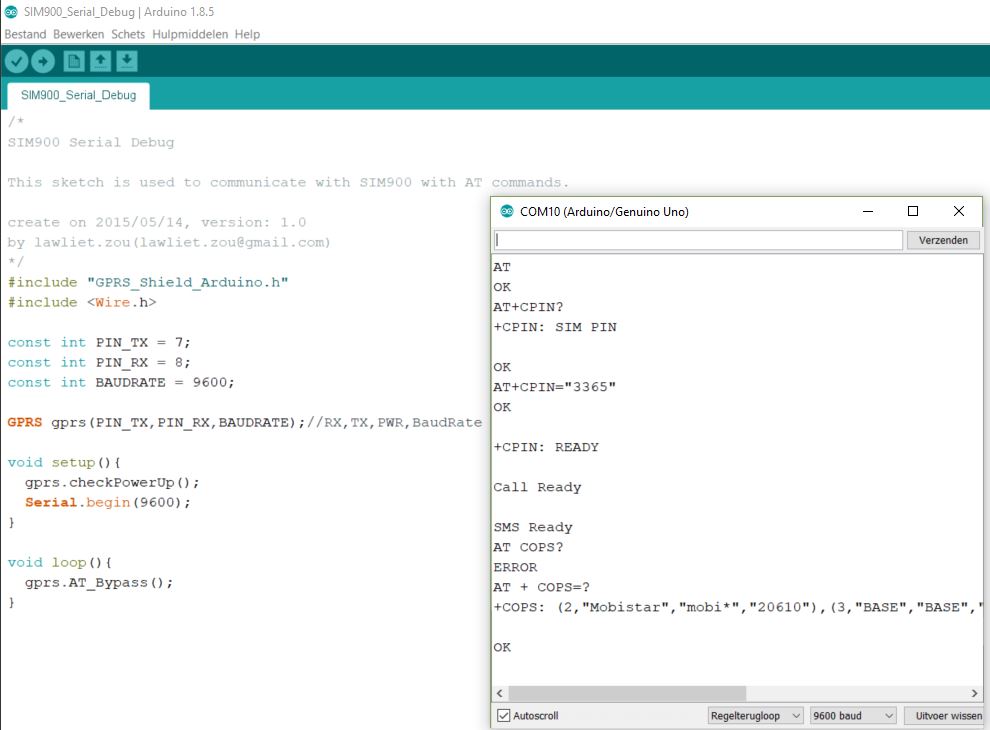 SIM900_Serial_Debug | Arduino 1.8.5
Bestand Bewerken Schets Hulpmiddelen Help
SIM900_Serial_Debug
/*
SIM900 Serial Debug
This sketch is used to communicate with SIM900 with AT commands.
create on 2015/05/14, version: 1.0
by lawliet.zou(lawliet.zou@gmail.com)
*/
#include "GPRS_Shield_Arduino.h"
#include <Wire.h>
const int PIN_TX = 7;
const int PIN_RX = 8;
const int BAUDRATE = 9600;
GPRS gprs(PIN_TX,PIN_RX,BAUDRATE);//RX,TX,PWR,BaudRate
void setup(){
  gprs.checkPowerUp();
  Serial.begin(9600);
}
void loop(){
  gprs.AT_Bypass();
}
COM10 (Arduino/Genuino Uno)
Verzenden
AT
OK
AT+CPIN?
+CPIN: SIM PIN
OK
AT+CPIN="3365"
OK
+CPIN: READY
Call Ready
SMS Ready
AT COPS?
ERROR
AT + COPS=?
+COPS: (2,"Mobistar","mobi*","20610"),(3,"BASE","BASE","
OK
Autoscroll Regelterugloop 9600 baud Uitvoer wissen